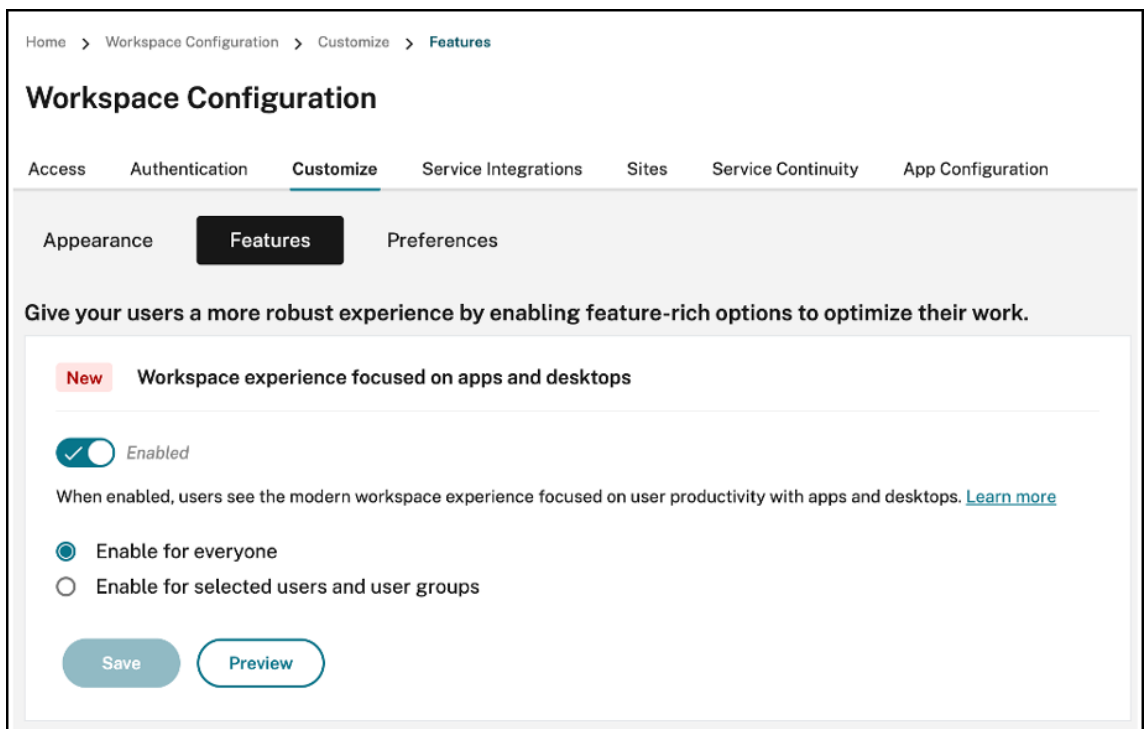 Home > Workspace Configuration > Customize > Features
Workspace Configuration
Access Authentication Customize Service Integrations Sites Service Continuity App Configuration
Appearance Features Preferences
Give your users a more robust experience by enabling feature-rich options to optimize their work.
New Workspace experience focused on apps and desktops
Enabled
When enabled, users see the modern workspace experience focused on user productivity with apps and desktops. Learn more
Enable for everyone
Enable for selected users and user groups
Save Preview